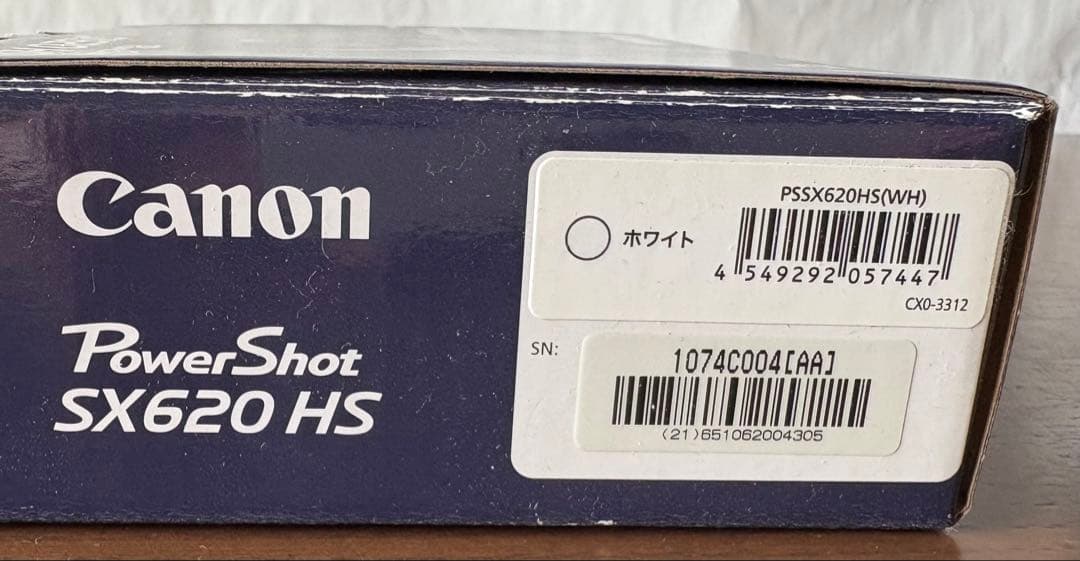 Canon
PowerShot
SX620 HS
PSSX620HS(WH)
ホワイト
4 549292 057447
CX0-3312
SN:
1074C004[AA]
(21)651062004305